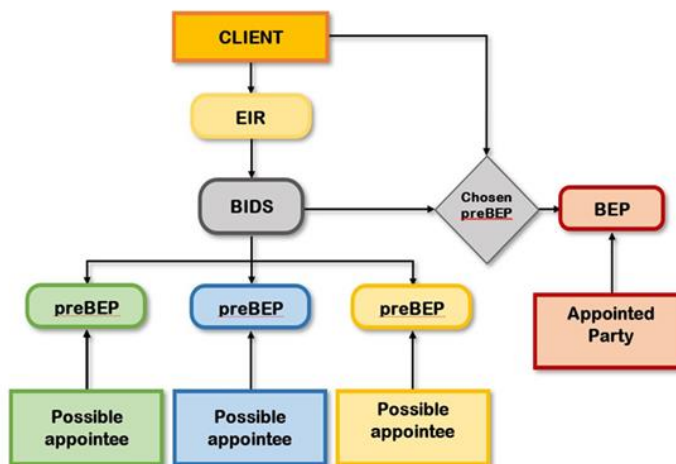 CLIENT
EIR
BIDS
Chosen
preBEP
BEP
preBEP
preBEP
preBEP
Appointed
Party
Possible
appointee
Possible
appointee
Possible
appointee